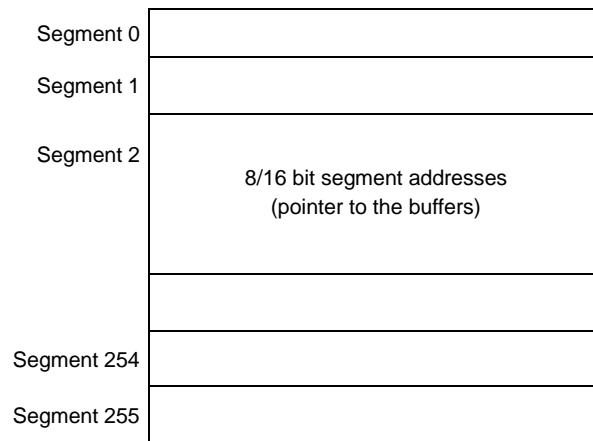 Segment 0
Segment 1
Segment 2
8/16 bit segment addresses
(pointer to the buffers)
Segment 254
Segment 255